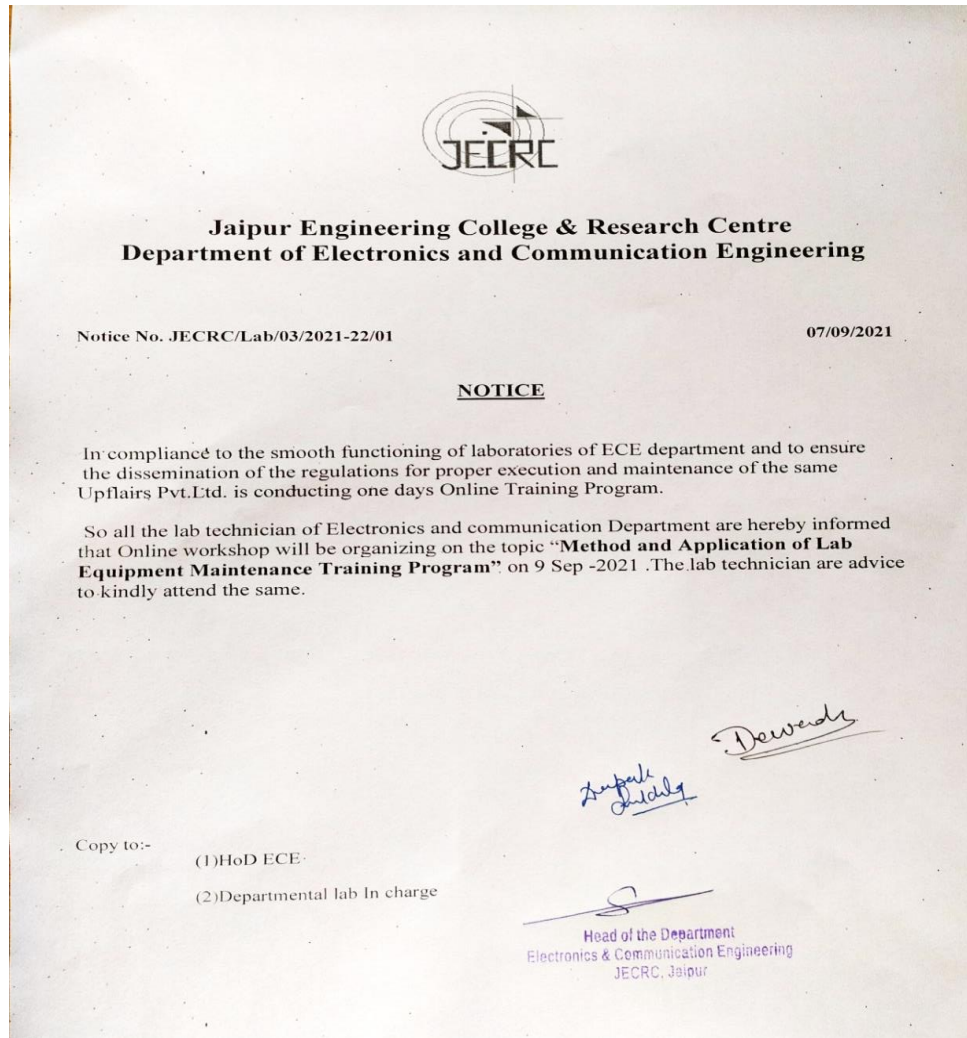 JECRC
Jaipur Engineering College & Research Centre
Department of Electronics and Communication Engineering
Notice No. JECRC/Lab/03/2021-22/01
07/09/2021
NOTICE
In compliance to the smooth functioning of laboratories of ECE department and to ensure
the dissemination of the regulations for proper execution and maintenance of the same
Upflairs Pvt.Ltd. is conducting one days Online Training Program.
So all the lab technician of Electronics and communication Department are hereby informed
that Online workshop will be organizing on the topic “Method and Application of Lab
Equipment Maintenance Training Program” on 9 Sep -2021 .The lab technician are advice
to kindly attend the same.
Deepak
Copy to:-
(1)HoD ECE
(2)Departmental lab In charge
Head of the Department
Electronics & Communication Engineering
JECRC, Jaipur